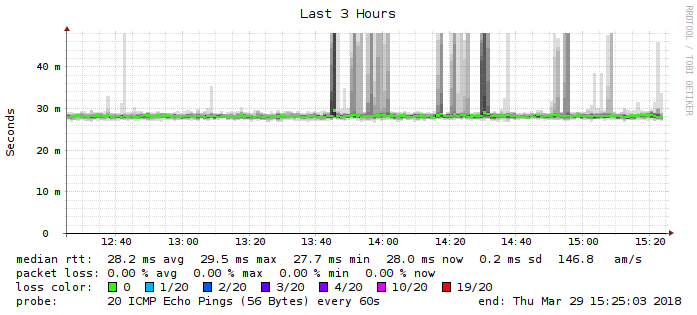 Last 3 Hours
RRDTOOL / TOBI OETIKER
Seconds
40 m
30 m
20 m
10 m
0
12:40 13:00 13:20 13:40 14:00 14:20 14:40 15:00 15:20
median rtt: 28.2 ms avg 29.5 ms max 27.7 ms min 28.0 ms now 0.2 ms sd 146.8 am/s
packet loss: 0.00 % avg 0.00 % max 0.00 % min 0.00 % now
loss color: 0 1/20 2/20 3/20 4/20 10/20 19/20
probe: 20 ICMP Echo Pings (56 Bytes) every 60s end: Thu Mar 29 15:25:03 2018